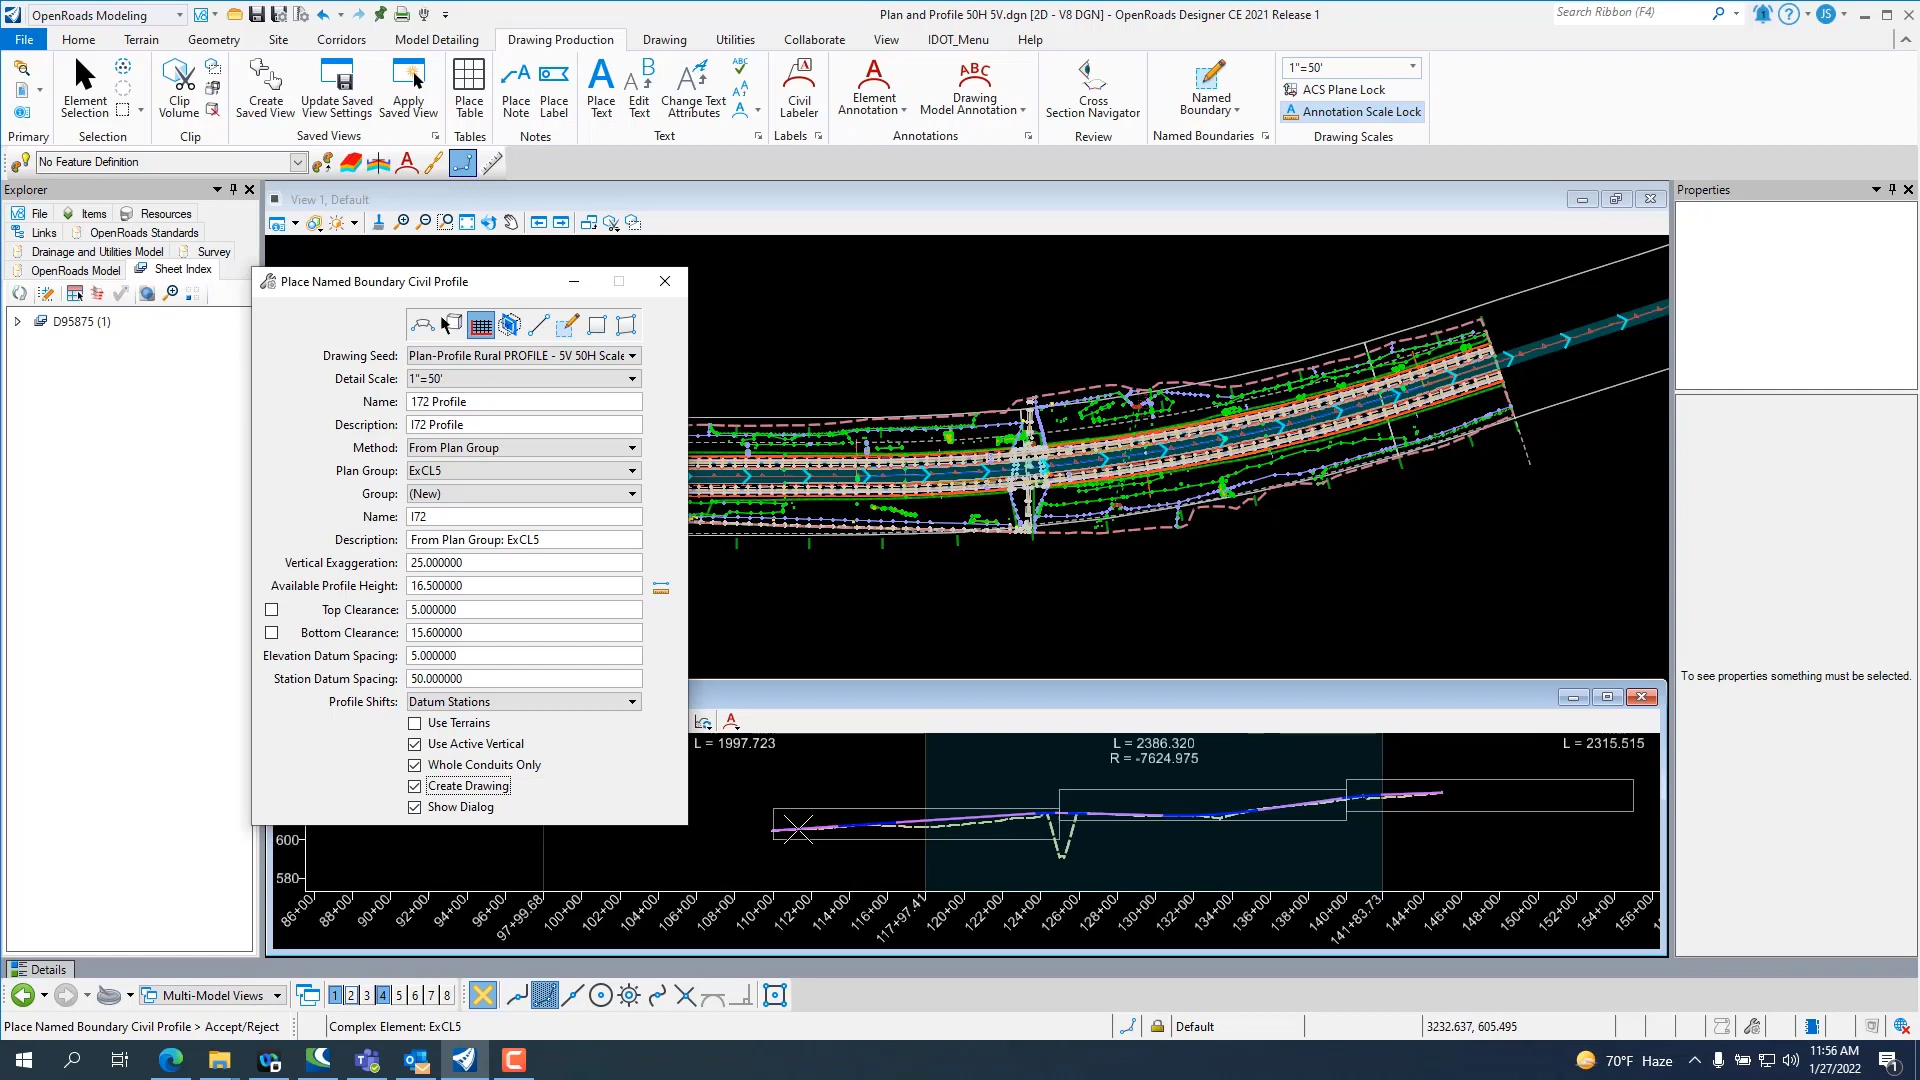 OpenRoads Modeling
Plan and Profile 50H 5V.dgn [2D - V8 DGN] - OpenRoads Designer CE 2021 Release 1
Search Ribbon (F4)
JS
File Home Terrain Geometry Site Corridors Model Detailing Drawing Production Drawing Utilities Collaborate View IDOT_Menu Help
Element Selection
Clip Volume
Create Saved View
Update Saved View Settings
Apply Saved View
Place Table
Place Note
Place Label
Place Text
Edit Text
Change Text Attributes
Civil Labeler
Element Annotation
Drawing Model Annotation
Cross Section Navigator
Named Boundary
1"=50'
ACS Plane Lock
Annotation Scale Lock
Primary Selection Clip Saved Views Tables Notes Text Labels Annotations Review Named Boundaries Drawing Scales
No Feature Definition
Explorer
View 1, Default
Properties
File Items Resources
Links OpenRoads Standards
Drainage and Utilities Model Survey
OpenRoads Model Sheet Index
D95875 (1)
Place Named Boundary Civil Profile
Drawing Seed: Plan-Profile Rural PROFILE - 5V 50H Scale
Detail Scale: 1"=50'
Name: 172 Profile
Description: I72 Profile
Method: From Plan Group
Plan Group: ExCL5
Group: (New)
Name: I72
Description: From Plan Group: ExCL5
Vertical Exaggeration: 25.000000
Available Profile Height: 16.500000
Top Clearance: 5.000000
Bottom Clearance: 15.600000
Elevation Datum Spacing: 5.000000
Station Datum Spacing: 50.000000
Profile Shifts: Datum Stations
Use Terrains
Use Active Vertical
Whole Conduits Only
Create Drawing
Show Dialog
To see properties something must be selected.
L = 1997.723
L = 2386.320
R = -7624.975
L = 2315.515
600
580
86+00 88+00 90+00 92+00 94+00 96+00 97+99.68 100+00 102+00 104+00 106+00 108+00 110+00 112+00 114+00 116+00 117+97.41 120+00 122+00 124+00 126+00 128+00 130+00 132+00 134+00 136+00 138+00 140+00 141+83.73 144+00 146+00 148+00 150+00 152+00 154+00 156+00
Details
Multi-Model Views
1 2 3 4 5 6 7 8
Place Named Boundary Civil Profile > Accept/Reject
Complex Element: ExCL5
Default
3232.637, 605.495
70°F Haze
11:56 AM
1/27/2022